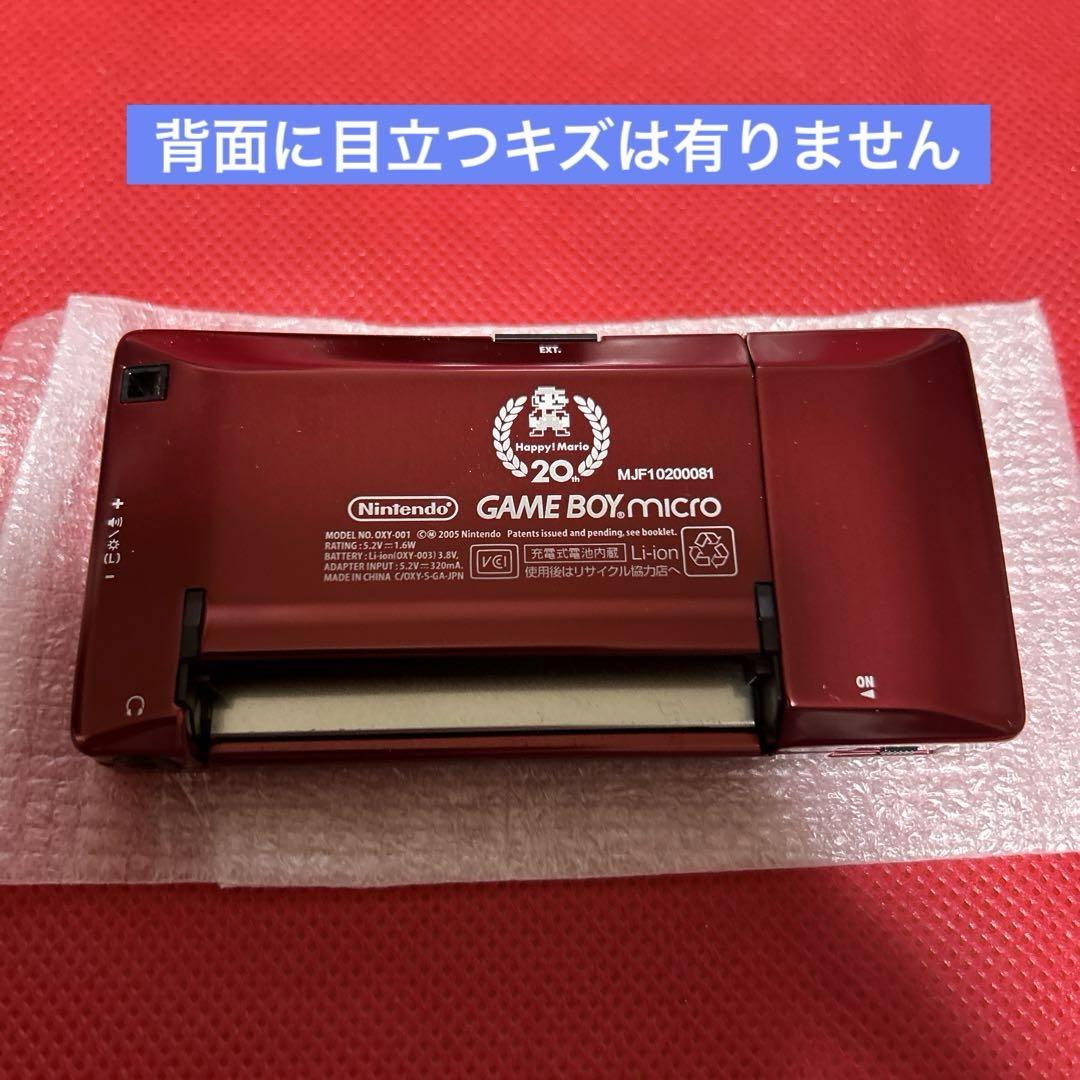 背面に目立つキズは有りません
EXT.
Happy! Mario
20th
MJF10200081
Nintendo GAME BOY micro
MODEL NO. OXY-001 ©Ⓜ 2005 Nintendo Patents issued and pending, see booklet.
RATING : 5.2V⎓1.6W
BATTERY : Li-ion(OXY-003) 3.8V,
ADAPTER INPUT : 5.2V⎓320mA.
MADE IN CHINA C/OXY-S-GA-JPN
VCI
充電式電池内蔵 Li-ion
使用後はリサイクル協力店へ
+
(L)
−
ON